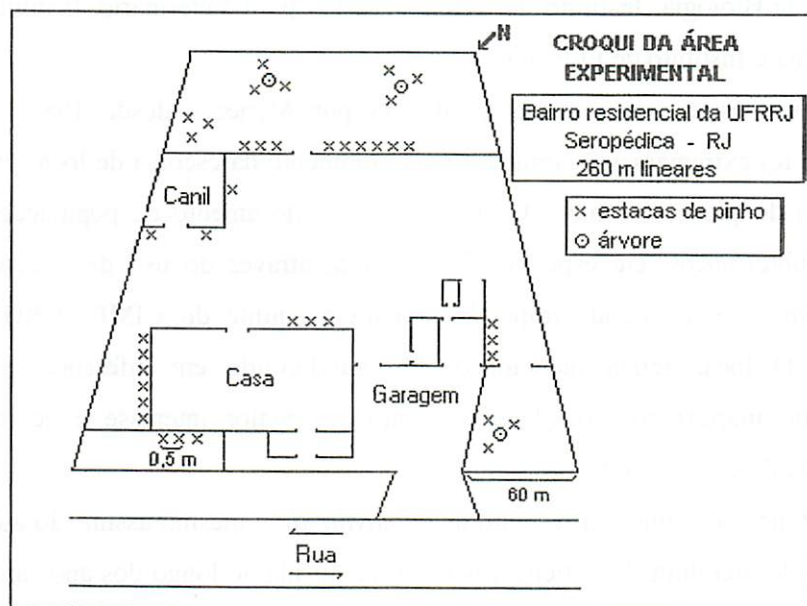 N
CROQUI DA ÁREA
EXPERIMENTAL
Bairro residencial da UFRRJ
Seropédica - RJ
260 m lineares
× estacas de pinho
árvore
Canil
Casa
Garagem
0,5 m
60 m
Rua